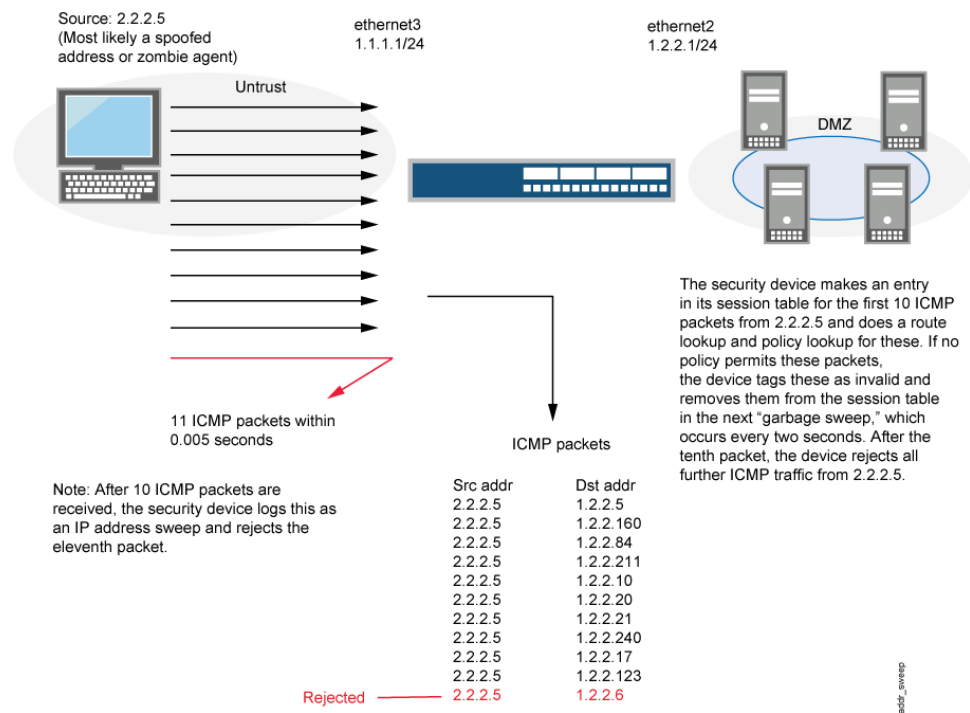 Source: 2.2.2.5
(Most likely a spoofed
address or zombie agent)
ethernet3
1.1.1.1/24
ethernet2
1.2.2.1/24
Untrust
DMZ
11 ICMP packets within
0.005 seconds
Note: After 10 ICMP packets are
received, the security device logs this as
an IP address sweep and rejects the
eleventh packet.
The security device makes an entry
in its session table for the first 10 ICMP
packets from 2.2.2.5 and does a route
lookup and policy lookup for these. If no
policy permits these packets,
the device tags these as invalid and
removes them from the session table
in the next “garbage sweep,” which
occurs every two seconds. After the
tenth packet, the device rejects all
further ICMP traffic from 2.2.2.5.
ICMP packets
Src addr Dst addr
2.2.2.5 1.2.2.5
2.2.2.5 1.2.2.160
2.2.2.5 1.2.2.84
2.2.2.5 1.2.2.211
2.2.2.5 1.2.2.10
2.2.2.5 1.2.2.20
2.2.2.5 1.2.2.21
2.2.2.5 1.2.2.240
2.2.2.5 1.2.2.17
2.2.2.5 1.2.2.123
Rejected 2.2.2.5 1.2.2.6
addr_sweep